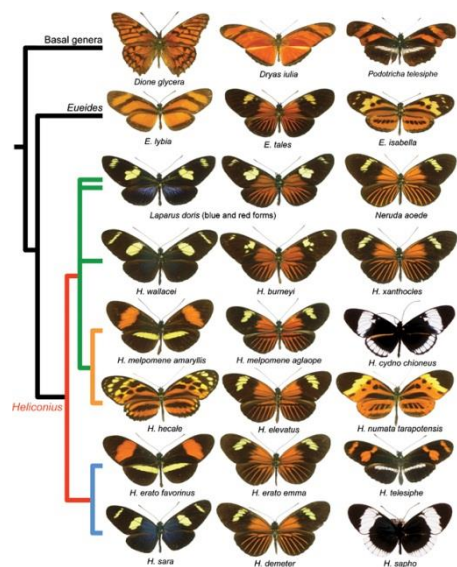 Basal genera
Dione glycera
Dryas iulia
Podotricha telesiphe
Eueides
E. lybia
E. tales
E. isabella
Laparus doris (blue and red forms)
Neruda aoede
H. wallacei
H. burneyi
H. xanthocles
H. melpomene amaryllis
H. melpomene aglaope
H. cydno chioneus
Heliconius
H. hecale
H. elevatus
H. numata tarapotensis
H. erato favorinus
H. erato emma
H. telesiphe
H. sara
H. demeter
H. sapho